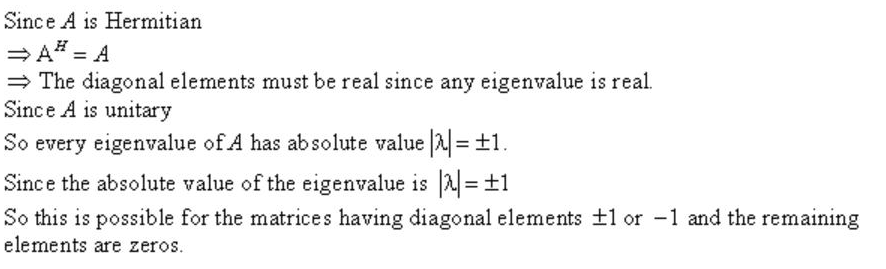 Since A is Hermitian
⇒ A^H = A
⇒ The diagonal elements must be real since any eigenvalue is real.
Since A is unitary
So every eigenvalue of A has absolute value |λ| = ±1.
Since the absolute value of the eigenvalue is |λ| = ±1
So this is possible for the matrices having diagonal elements ±1 or −1 and the remaining
elements are zeros.